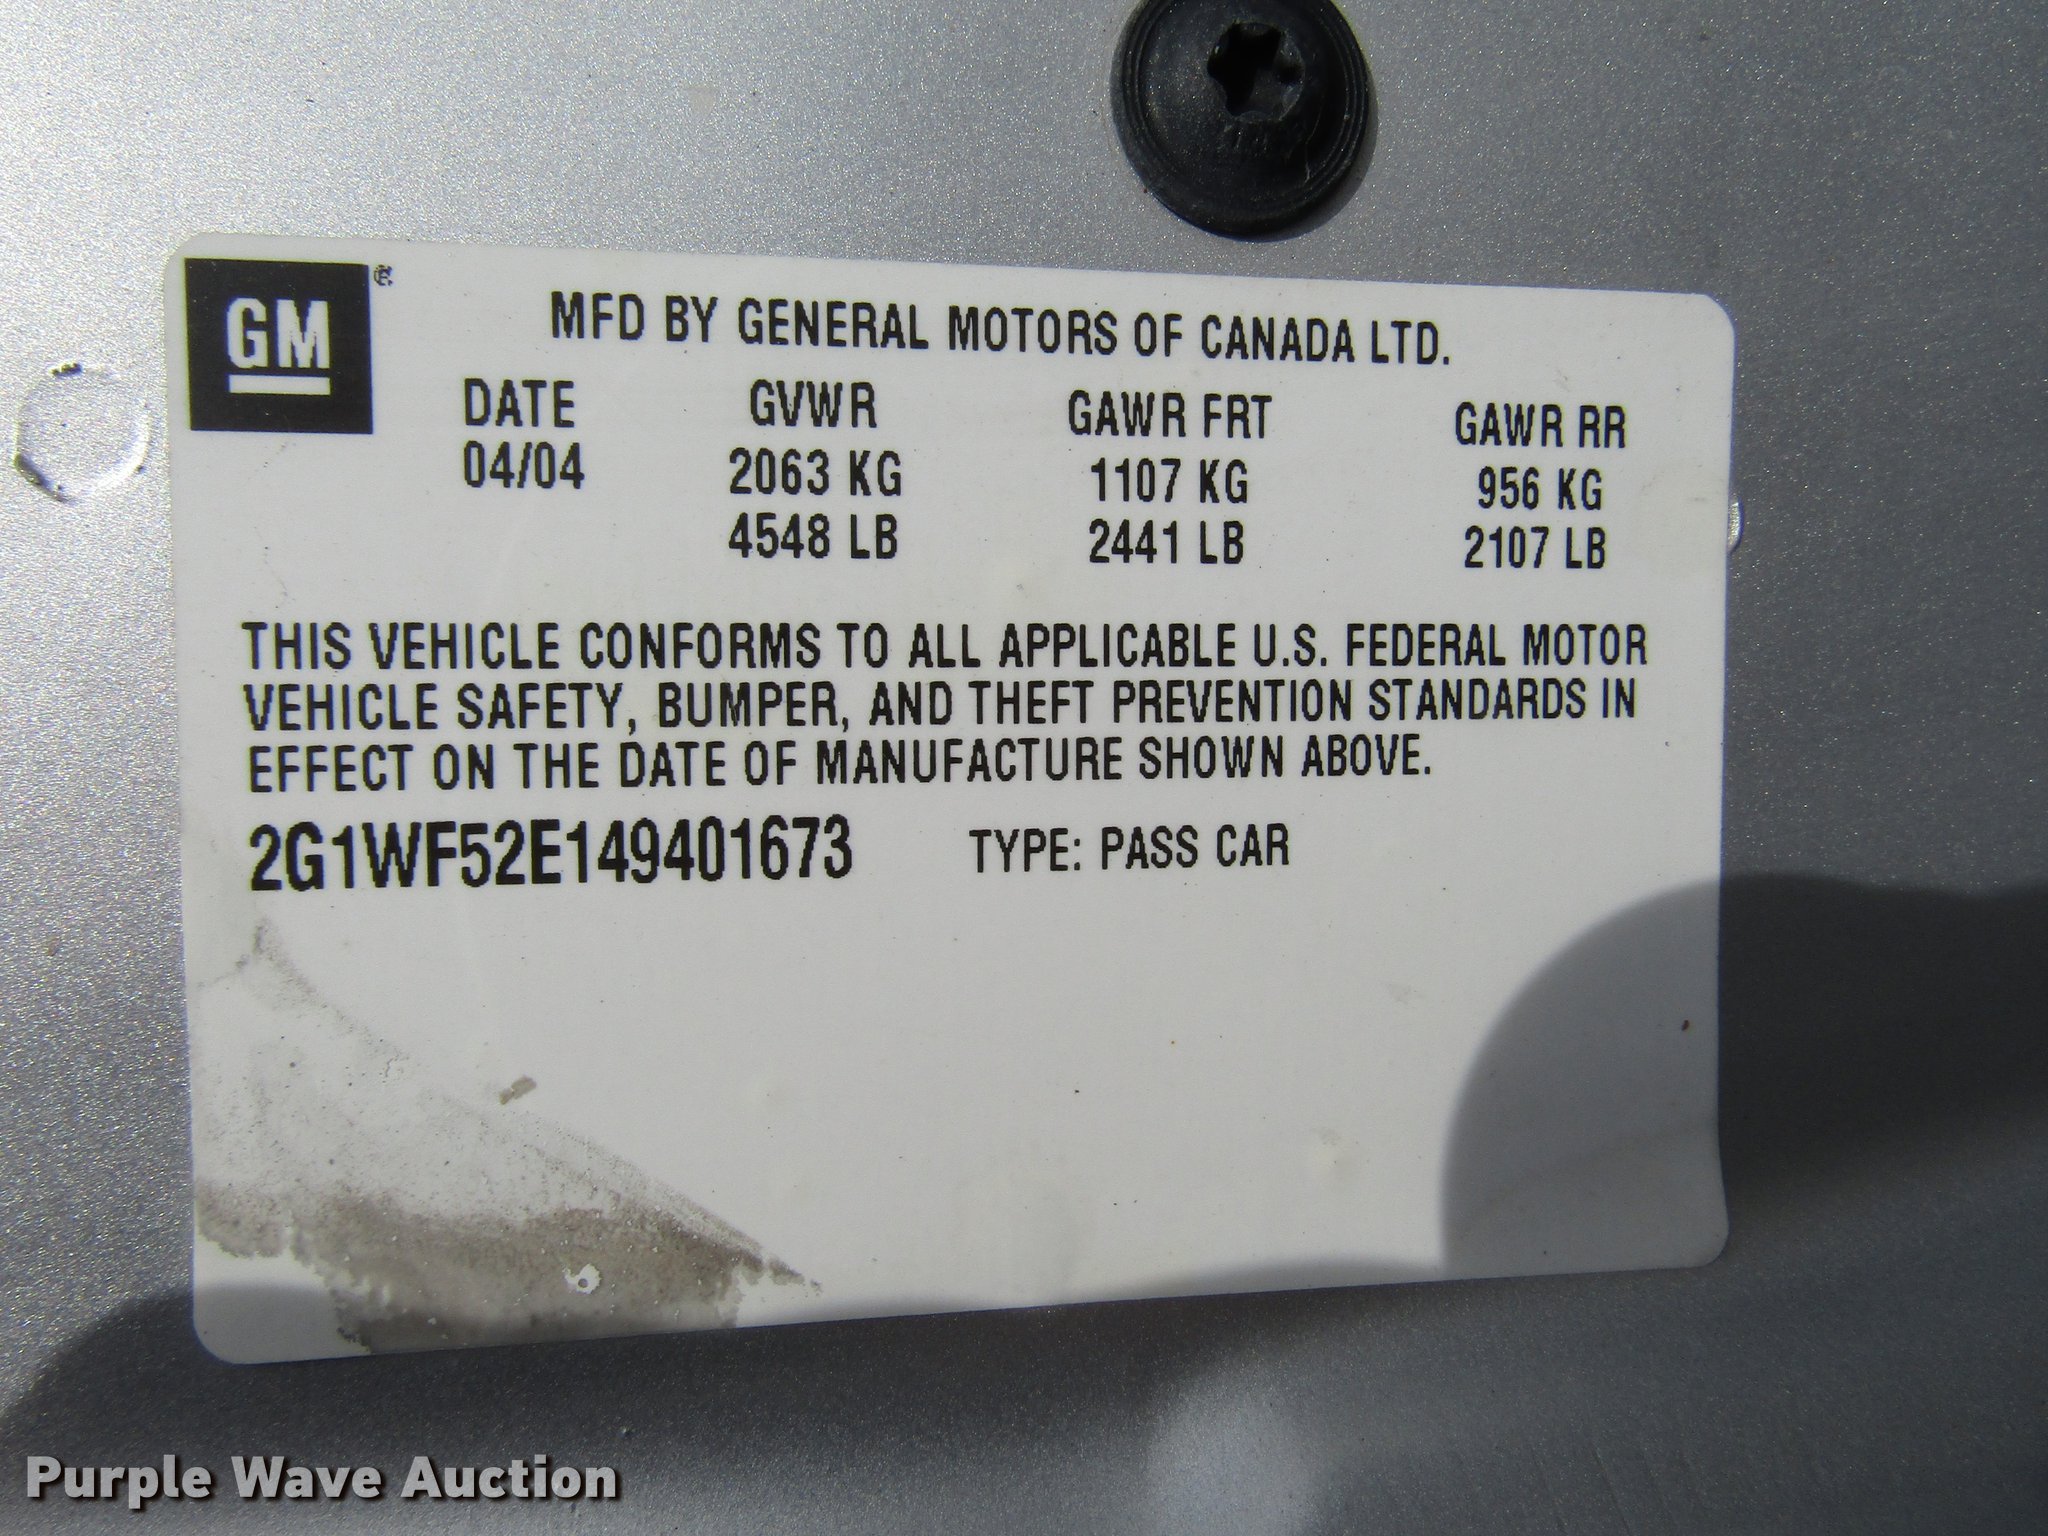 GM ®
MFD BY GENERAL MOTORS OF CANADA LTD.
DATE GVWR GAWR FRT GAWR RR
04/04 2063 KG 1107 KG 956 KG
4548 LB 2441 LB 2107 LB
THIS VEHICLE CONFORMS TO ALL APPLICABLE U.S. FEDERAL MOTOR
VEHICLE SAFETY, BUMPER, AND THEFT PREVENTION STANDARDS IN
EFFECT ON THE DATE OF MANUFACTURE SHOWN ABOVE.
2G1WF52E149401673 TYPE: PASS CAR
Purple Wave Auction